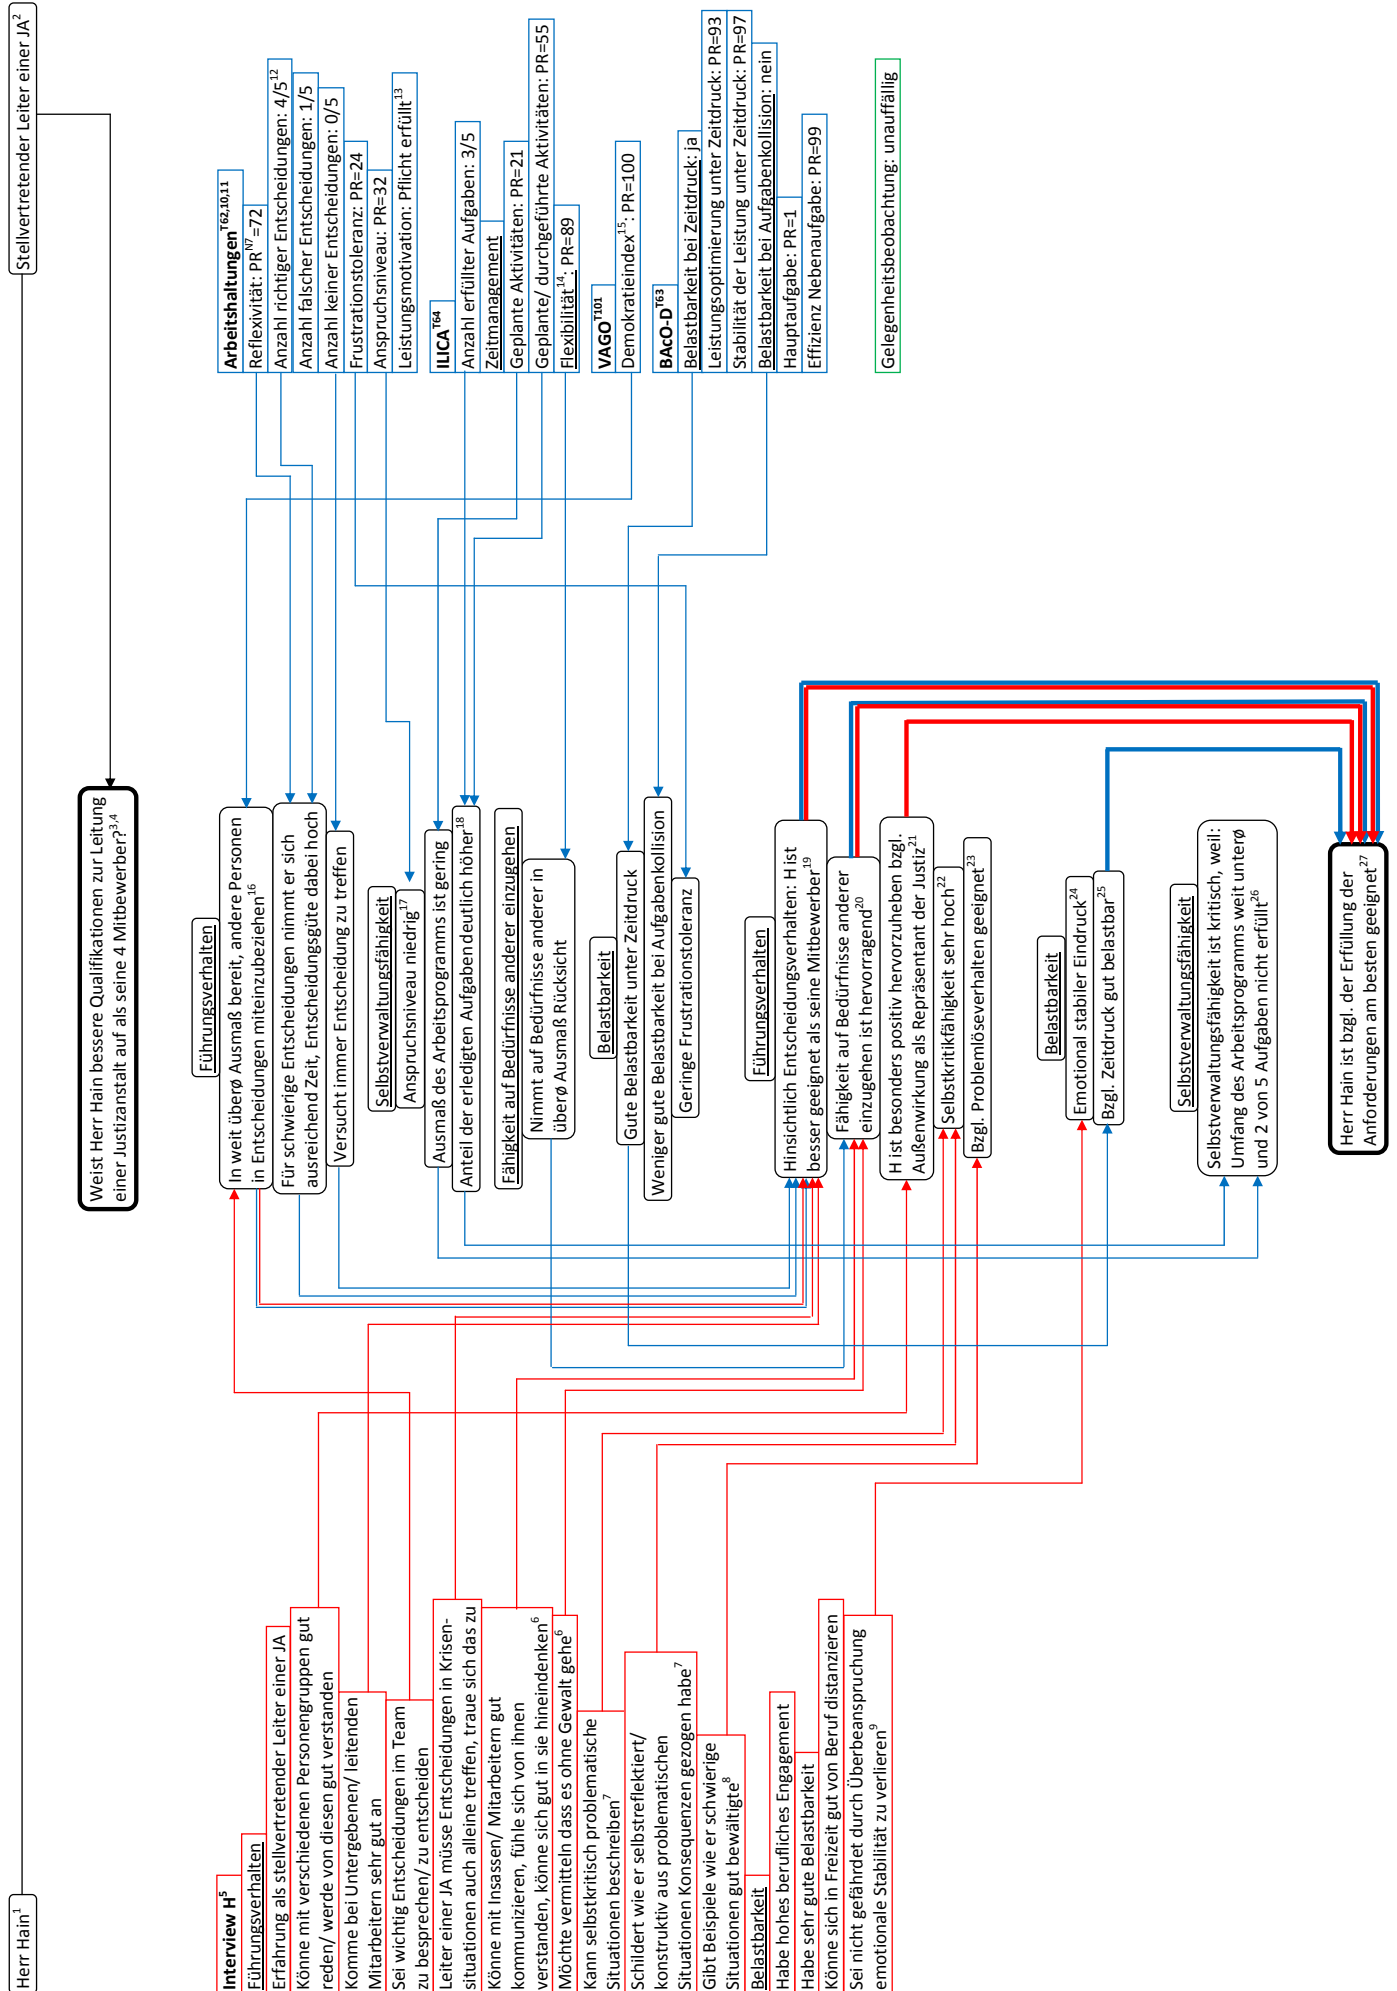 Herr Hain¹
Stellvertretender Leiter einer JA²
Weist Herr Hain bessere Qualifikationen zur Leitung
einer Justizanstalt auf als seine 4 Mitbewerber?³,⁴
Interview H⁵
Führungsverhalten
Erfahrung als stellvertretender Leiter einer JA
Könne mit verschiedenen Personengruppen gut
reden/ werde von diesen gut verstanden
Komme bei Untergebenen/ leitenden
Mitarbeitern sehr gut an
Sei wichtig Entscheidungen im Team
zu besprechen/ zu entscheiden
Leiter einer JA müsse Entscheidungen in Krisen-
situationen auch alleine treffen, traue sich das zu
Könne mit Insassen/ Mitarbeitern gut
kommunizieren, fühle sich von ihnen
verstanden, könne sich gut in sie hineindenken⁶
Möchte vermitteln dass es ohne Gewalt gehe⁶
Kann selbstkritisch problematische
Situationen beschreiben⁷
Schildert wie er selbstreflektiert/
konstruktiv aus problematischen
Situationen Konsequenzen gezogen habe⁷
Gibt Beispiele wie er schwierige
Situationen gut bewältigte⁸
Belastbarkeit
Habe hohes berufliches Engagement
Habe sehr gute Belastbarkeit
Könne sich in Freizeit gut von Beruf distanzieren
Sei nicht gefährdet durch Überbeanspruchung
emotionale Stabilität zu verlieren⁹
Führungsverhalten
In weit überø Ausmaß bereit, andere Personen
in Entscheidungen miteinzubeziehen¹⁶
Für schwierige Entscheidungen nimmt er sich
ausreichend Zeit, Entscheidungsgüte dabei hoch
Versucht immer Entscheidung zu treffen
Selbstverwaltungsfähigkeit
Anspruchsniveau niedrig¹⁷
Ausmaß des Arbeitsprogramms ist gering
Anteil der erledigten Aufgaben deutlich höher¹⁸
Fähigkeit auf Bedürfnisse anderer einzugehen
Nimmt auf Bedürfnisse anderer in
überø Ausmaß Rücksicht
Belastbarkeit
Gute Belastbarkeit unter Zeitdruck
Weniger gute Belastbarkeit bei Aufgabenkollision
Geringe Frustrationstoleranz
Arbeitshaltungen^T62,10,11
Reflexivität: PR^N7=72
Anzahl richtiger Entscheidungen: 4/5¹²
Anzahl falscher Entscheidungen: 1/5
Anzahl keiner Entscheidungen: 0/5
Frustrationstoleranz: PR=24
Anspruchsniveau: PR=32
Leistungsmotivation: Pflicht erfüllt¹³
ILICA^T64
Anzahl erfüllter Aufgaben: 3/5
Zeitmanagement
Geplante Aktivitäten: PR=21
Geplante/ durchgeführte Aktivitäten: PR=55
Flexibilität¹⁴: PR=89
VAGO^T101
Demokratieindex¹⁵: PR=100
BAcO-D^T63
Belastbarkeit bei Zeitdruck: ja
Leistungsoptimierung unter Zeitdruck: PR=93
Stabilität der Leistung unter Zeitdruck: PR=97
Belastbarkeit bei Aufgabenkollision: nein
Hauptaufgabe: PR=1
Effizienz Nebenaufgabe: PR=99
Gelegenheitsbeobachtung: unauffällig
Führungsverhalten
Hinsichtlich Entscheidungsverhalten: H ist
besser geeignet als seine Mitbewerber¹⁹
Fähigkeit auf Bedürfnisse anderer
einzugehen ist hervorragend²⁰
H ist besonders positiv hervorzuheben bzgl.
Außenwirkung als Repräsentant der Justiz²¹
Selbstkritikfähigkeit sehr hoch²²
Bzgl. Problemlöseverhalten geeignet²³
Belastbarkeit
Emotional stabiler Eindruck²⁴
Bzgl. Zeitdruck gut belastbar²⁵
Selbstverwaltungsfähigkeit
Selbstverwaltungsfähigkeit ist kritisch, weil:
Umfang des Arbeitsprogramms weit unterø
und 2 von 5 Aufgaben nicht erfüllt²⁶
Herr Hain ist bzgl. der Erfüllung der
Anforderungen am besten geeignet²⁷